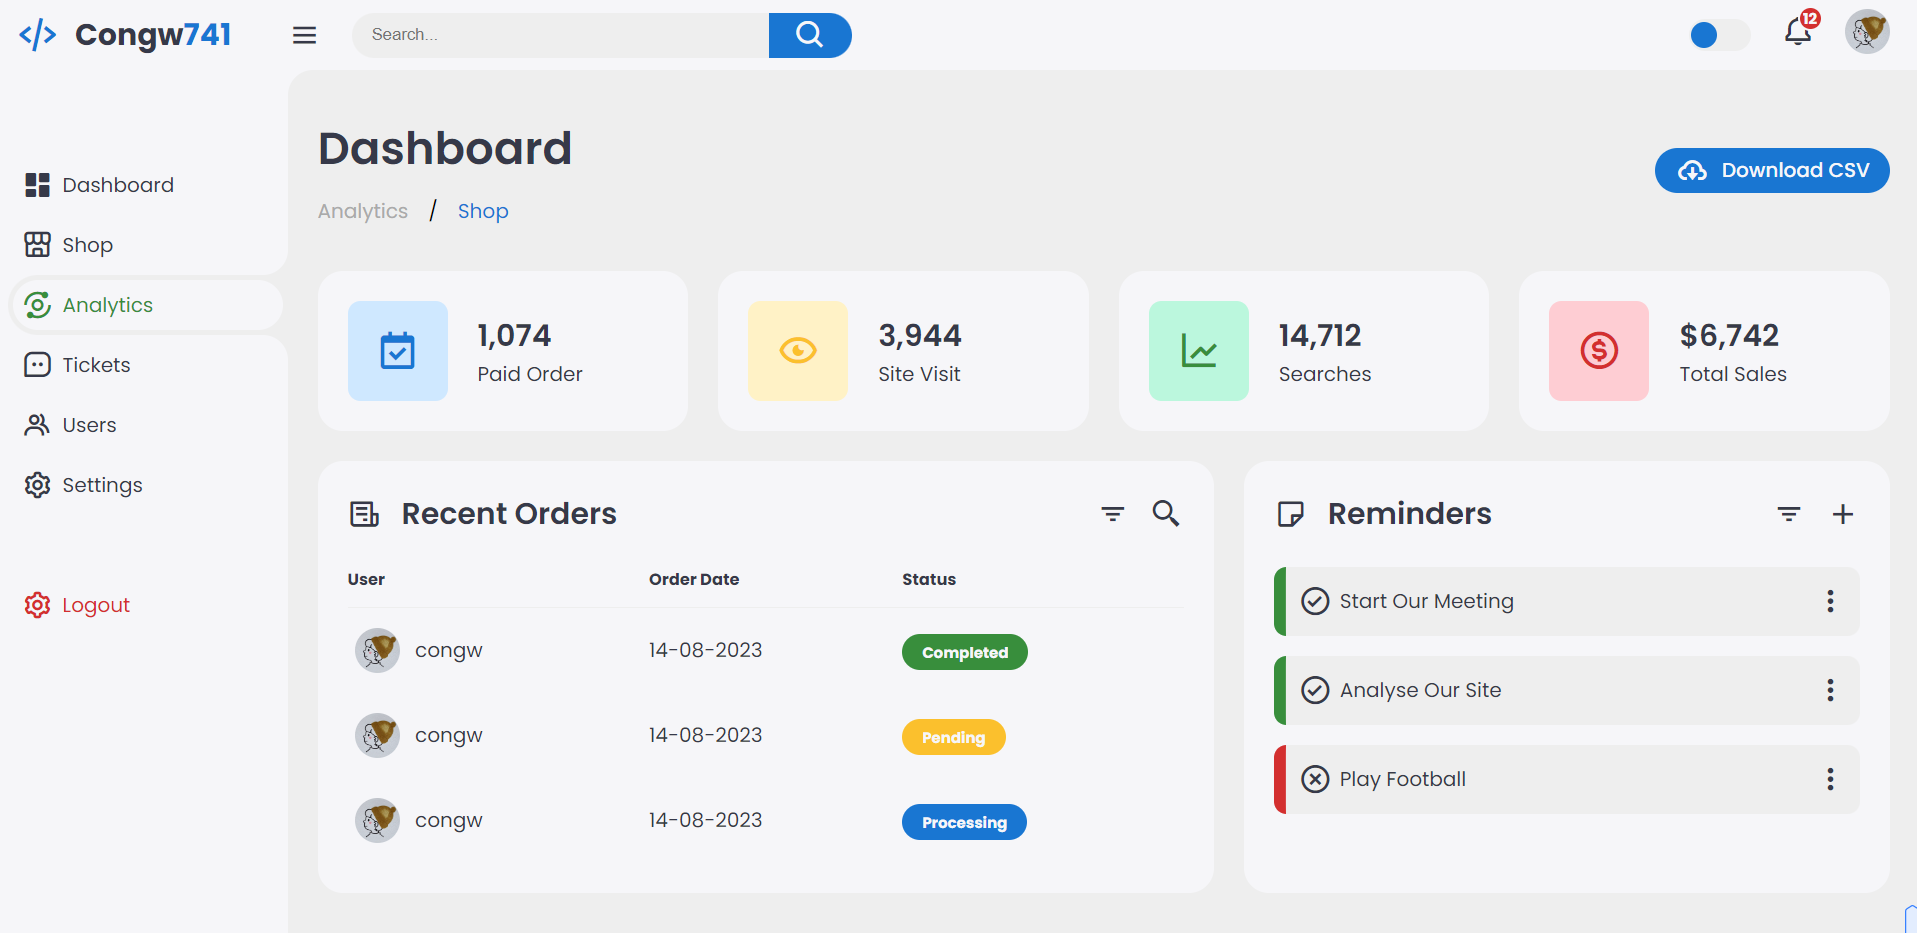 </> Congw741
Search...
12
Dashboard
Shop
Analytics
Tickets
Users
Settings
Logout
Dashboard
Analytics / Shop
Download CSV
1,074
Paid Order
3,944
Site Visit
14,712
Searches
$6,742
Total Sales
Recent Orders
User Order Date Status
congw 14-08-2023 Completed
congw 14-08-2023 Pending
congw 14-08-2023 Processing
Reminders
Start Our Meeting
Analyse Our Site
Play Football